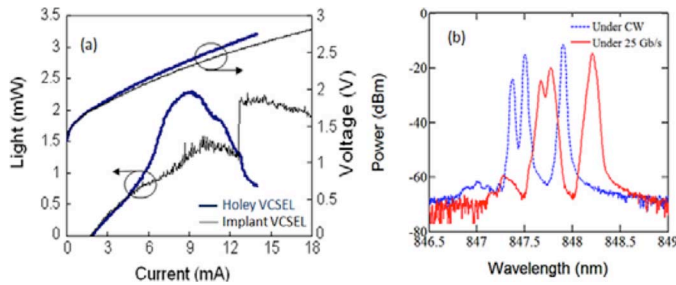 (a)
3.5
3
2.5
2
1.5
1
0.5
0
Light (mW)
3
2.5
2
1.5
1
0.5
0
Voltage (V)
Holey VCSEL
Implant VCSEL
0 3 6 9 12 15 18
Current (mA)
(b)
Under CW
Under 25 Gb/s
0
-20
-40
-60
-80
Power (dBm)
846.5 847 847.5 848 848.5 849
Wavelength (nm)